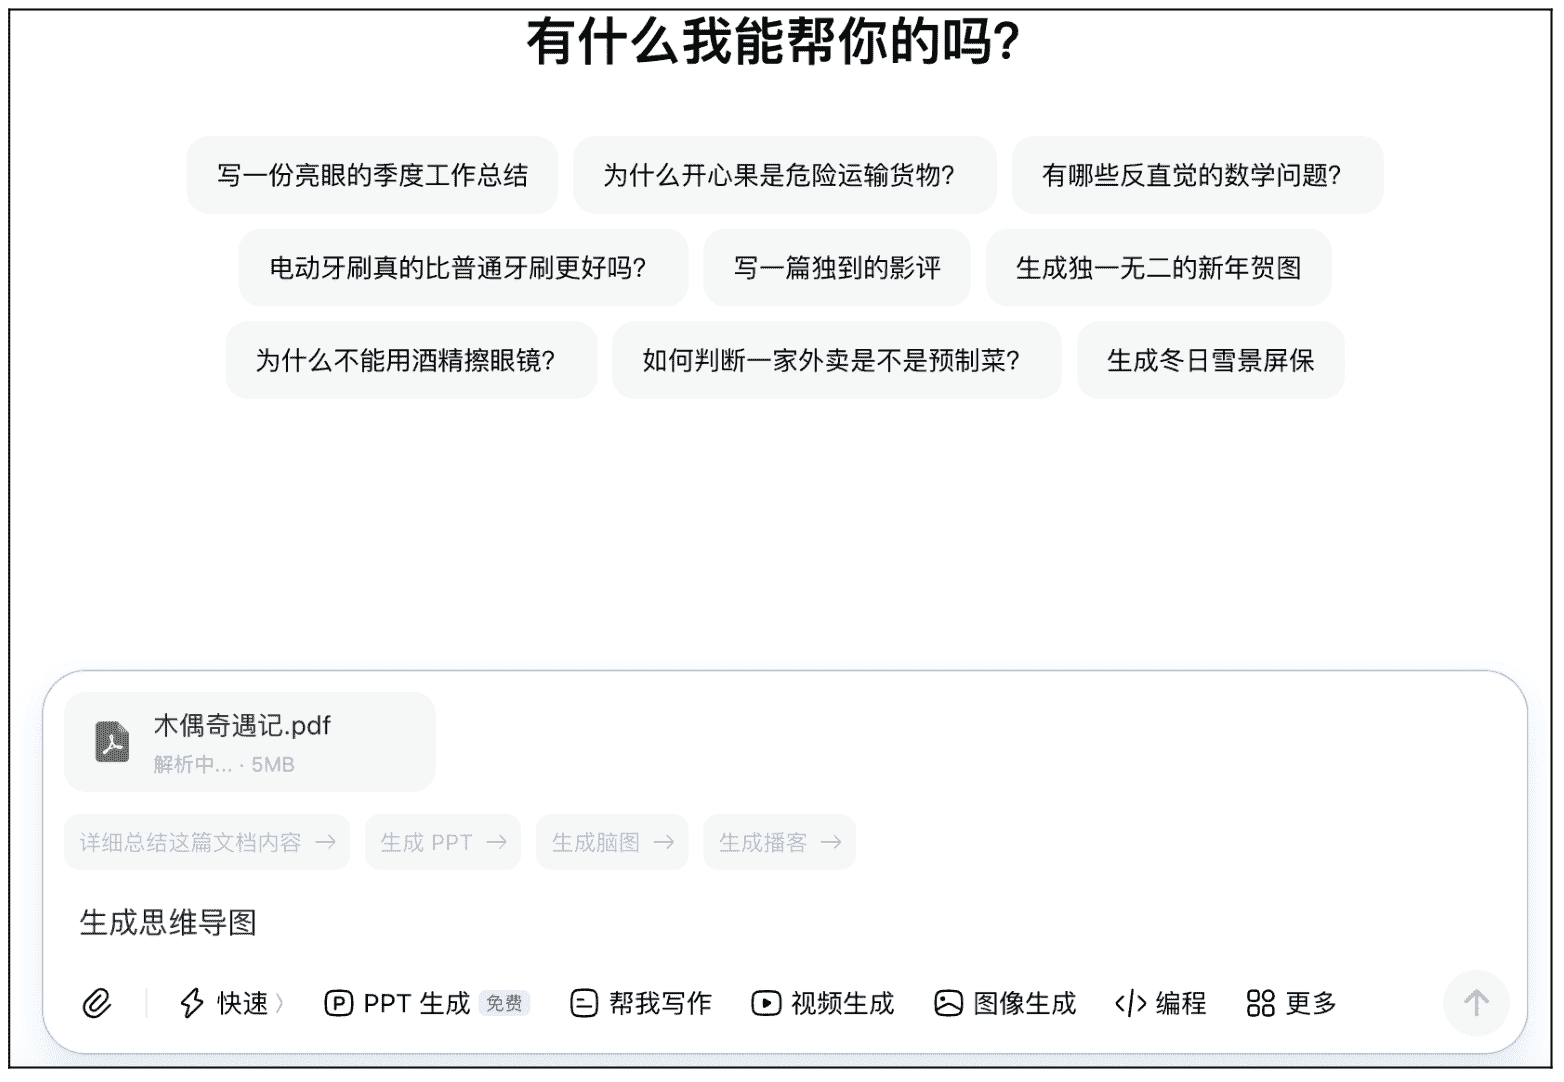 有什么我能帮你的吗?
写一份亮眼的季度工作总结 为什么开心果是危险运输货物? 有哪些反直觉的数学问题?
电动牙刷真的比普通牙刷更好吗? 写一篇独到的影评 生成独一无二的新年贺图
为什么不能用酒精擦眼镜? 如何判断一家外卖是不是预制菜? 生成冬日雪景屏保
木偶奇遇记.pdf
解析中... · 5MB
详细总结这篇文档内容 → 生成 PPT → 生成脑图 → 生成播客 →
生成思维导图
快速 PPT 生成 免费 帮我写作 视频生成 图像生成 编程 更多